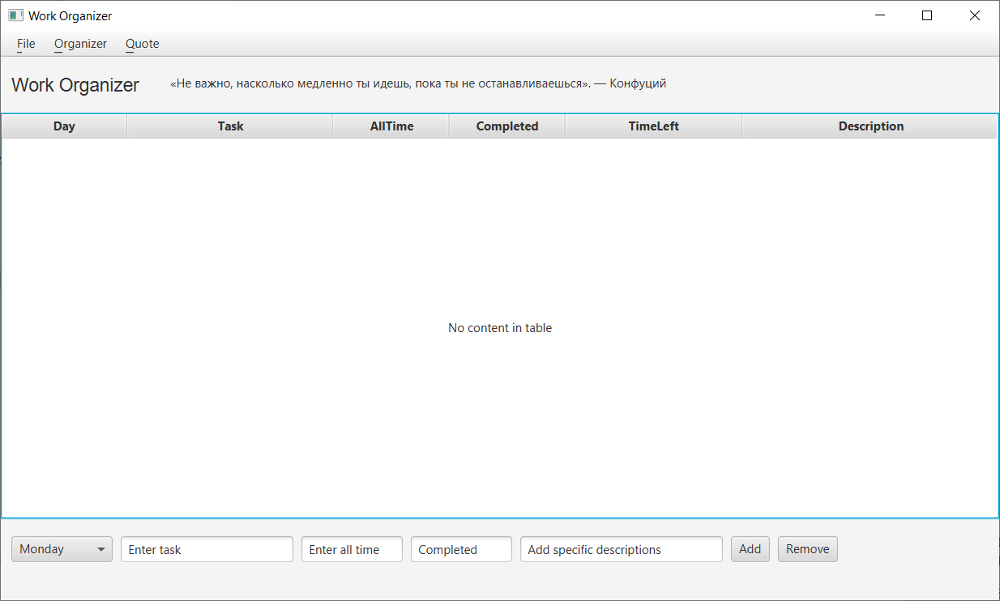 Work Organizer
File Organizer Quote
Work Organizer «Не важно, насколько медленно ты идешь, пока ты не останавливаешься». — Конфуций
Day Task AllTime Completed TimeLeft Description
No content in table
Monday Enter task Enter all time Completed Add specific descriptions Add Remove